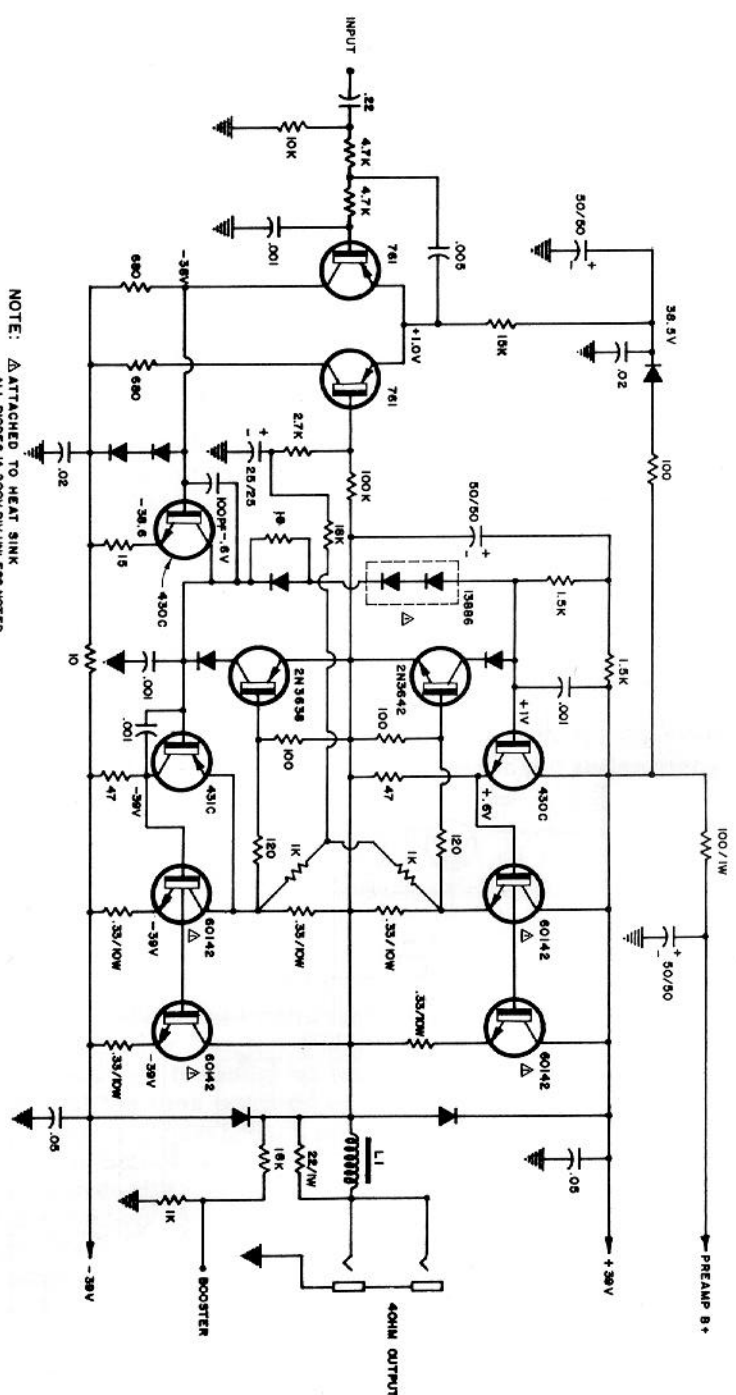 PREAMP B+
100/1W
+
50/50
-
+39V
38.5V
100
50/50
+
-
.02
.05
1.5K
1.5K
.001
15K
+1V
430C
60142
60142
+.6V
.33/10W
50/50
+
-
13886
2N3642
47
120
100
.005
+1.0V
1K
.33/10W
4 OHM OUTPUT
L1
INPUT
.22
4.7K
4.7K
761
761
100K
18K
2.7K
10K
.001
+
25/25
-
22/1W
18K
1K
BOOSTER
100
120
1K
.33/10W
2N3638
18
100PF
-.6V
-38V
-38.6
430C
431C
60142
60142
-39V
-39V
-39V
680
680
15
.001
.001
47
.33/10W
.33/10W
10
.02
.05
-39V
NOTE: ATTACHED TO HEAT SINK